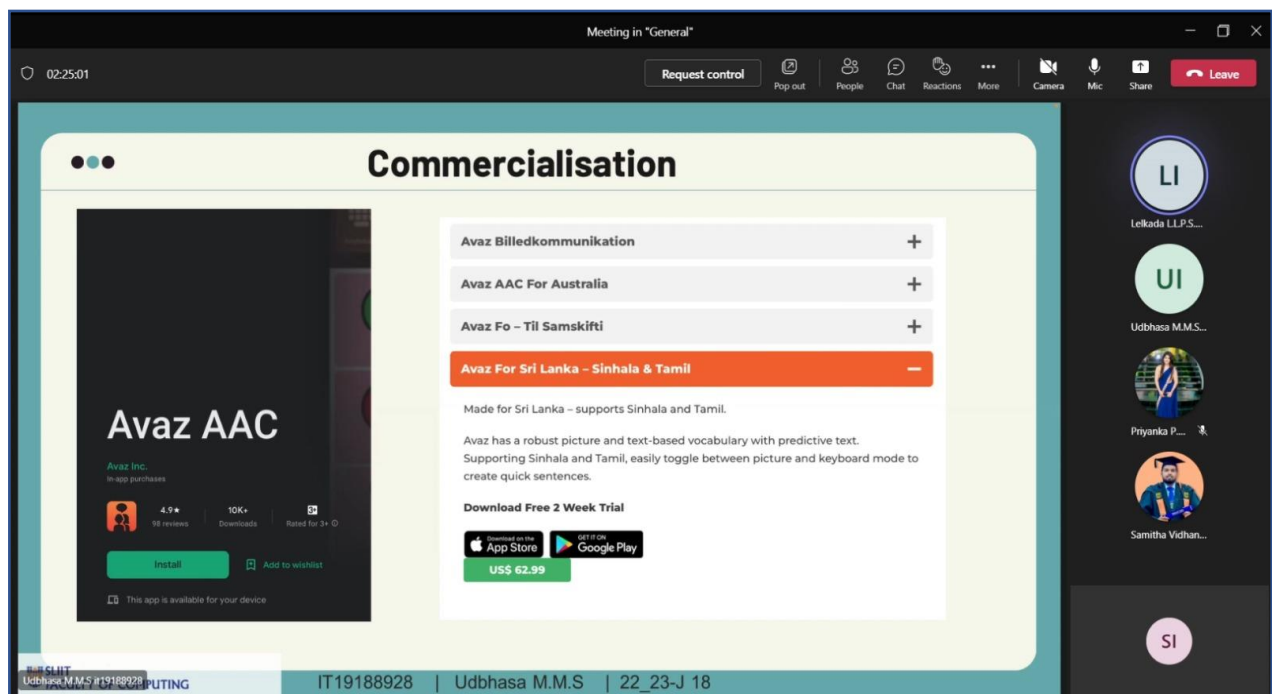 Meeting in "General"
02:25:01
Request control
Pop out
People
Chat
Reactions
More
Camera
Mic
Share
Leave
Commercialisation
Avaz AAC
Avaz Inc.
In-app purchases
4.9★
98 reviews
10K+
Downloads
3+
Rated for 3+
Install
Add to wishlist
This app is available for your device
Avaz Billedkommunikation
Avaz AAC For Australia
Avaz Fo – Til Samskifti
Avaz For Sri Lanka – Sinhala & Tamil
Made for Sri Lanka – supports Sinhala and Tamil.
Avaz has a robust picture and text-based vocabulary with predictive text.
Supporting Sinhala and Tamil, easily toggle between picture and keyboard mode to
create quick sentences.
Download Free 2 Week Trial
Download on the
App Store
GET IT ON
Google Play
US$ 62.99
LI
Lelkada L.L.P.S....
UI
Udbhasa M.M.S...
Priyanka P....
Samitha Vidhan...
SI
SLIIT
Udbhasa M.M.S it19188928
PUTING
IT19188928 | Udbhasa M.M.S | 22_23-J 18